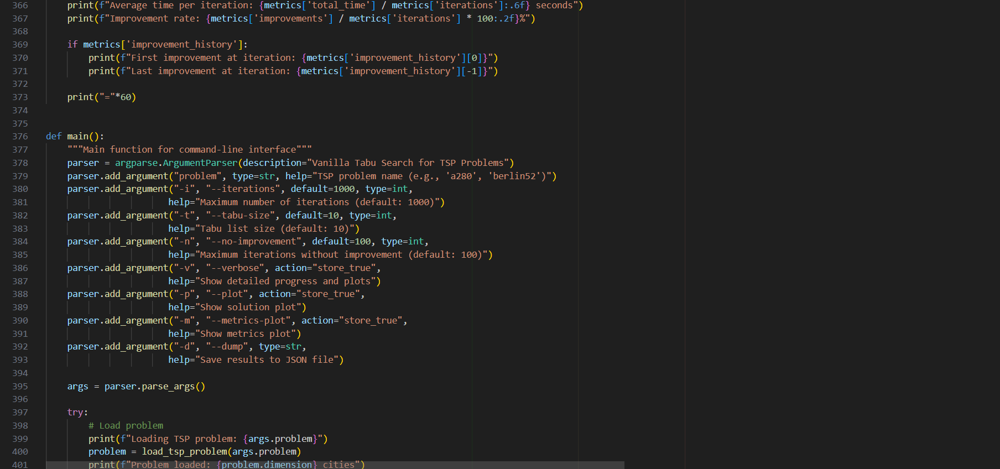 366     print(f"Average time per iteration: {metrics['total_time'] / metrics['iterations']:.6f} seconds")
367     print(f"Improvement rate: {metrics['improvements'] / metrics['iterations'] * 100:.2f}%")
368
369     if metrics['improvement_history']:
370         print(f"First improvement at iteration: {metrics['improvement_history'][0]}")
371         print(f"Last improvement at iteration: {metrics['improvement_history'][-1]}")
372
373     print("="*60)
374
375
376 def main():
377     """Main function for command-line interface"""
378     parser = argparse.ArgumentParser(description="Vanilla Tabu Search for TSP Problems")
379     parser.add_argument("problem", type=str, help="TSP problem name (e.g., 'a280', 'berlin52')")
380     parser.add_argument("-i", "--iterations", default=1000, type=int,
381                        help="Maximum number of iterations (default: 1000)")
382     parser.add_argument("-t", "--tabu-size", default=10, type=int,
383                        help="Tabu list size (default: 10)")
384     parser.add_argument("-n", "--no-improvement", default=100, type=int,
385                        help="Maximum iterations without improvement (default: 100)")
386     parser.add_argument("-v", "--verbose", action="store_true",
387                        help="Show detailed progress and plots")
388     parser.add_argument("-p", "--plot", action="store_true",
389                        help="Show solution plot")
390     parser.add_argument("-m", "--metrics-plot", action="store_true",
391                        help="Show metrics plot")
392     parser.add_argument("-d", "--dump", type=str,
393                        help="Save results to JSON file")
394
395     args = parser.parse_args()
396
397     try:
398         # Load problem
399         print(f"Loading TSP problem: {args.problem}")
400         problem = load_tsp_problem(args.problem)
401         print(f"Problem loaded: {problem.dimension} cities")